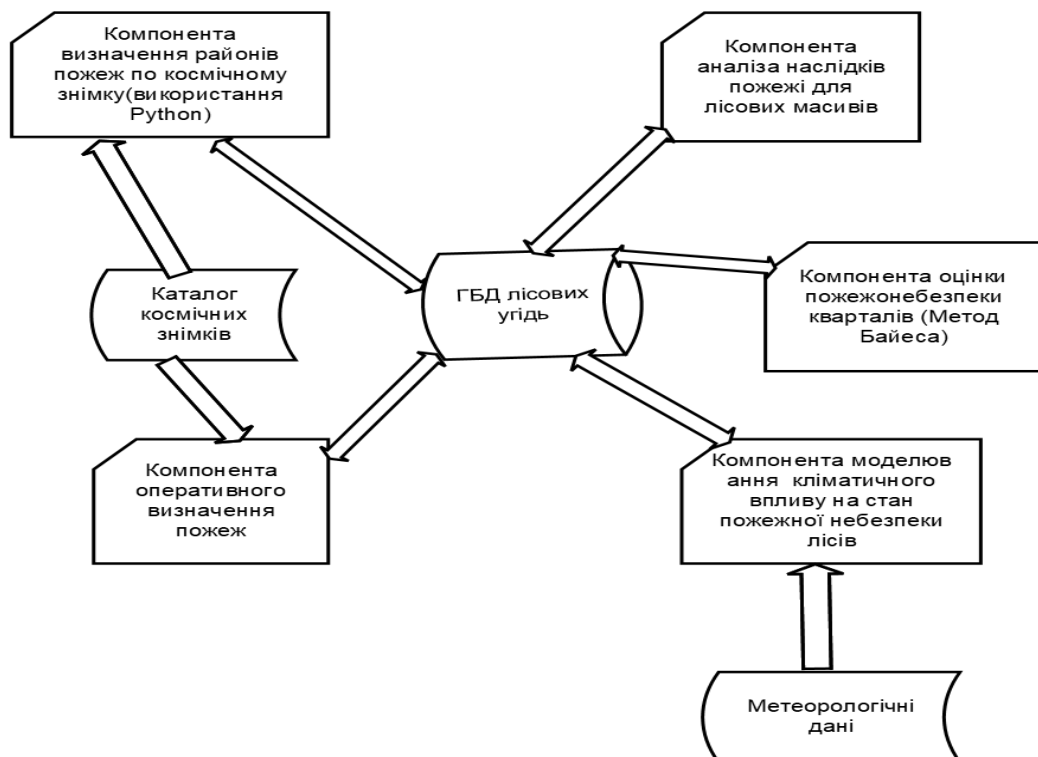 Компонента
визначення районів
пожеж по космічному
знімку(використання
Python)
Компонента
аналіза наслідків
пожежі для
лісових масивів
Каталог
космічних
знімків
ГБД лісових
угідь
Компонента оцінки
пожежонебезпеки
кварталів (Метод
Байеса)
Компонента
оперативного
визначення
пожеж
Компонента моделюв
ання кліматичного
впливу на стан
пожежної небезпеки
лісів
Метеорологічні
дані